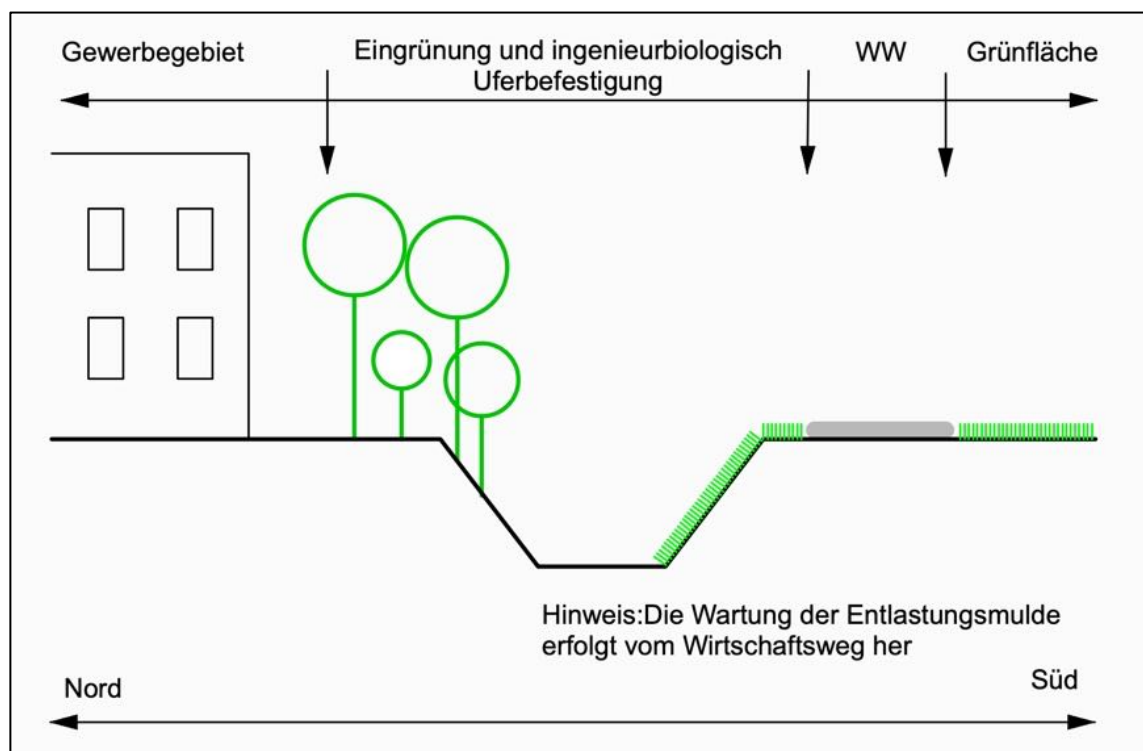 Gewerbegebiet
Eingrünung und ingenieurbiologisch
Uferbefestigung
WW
Grünfläche
Hinweis:Die Wartung der Entlastungsmulde
erfolgt vom Wirtschaftsweg her
Nord
Süd